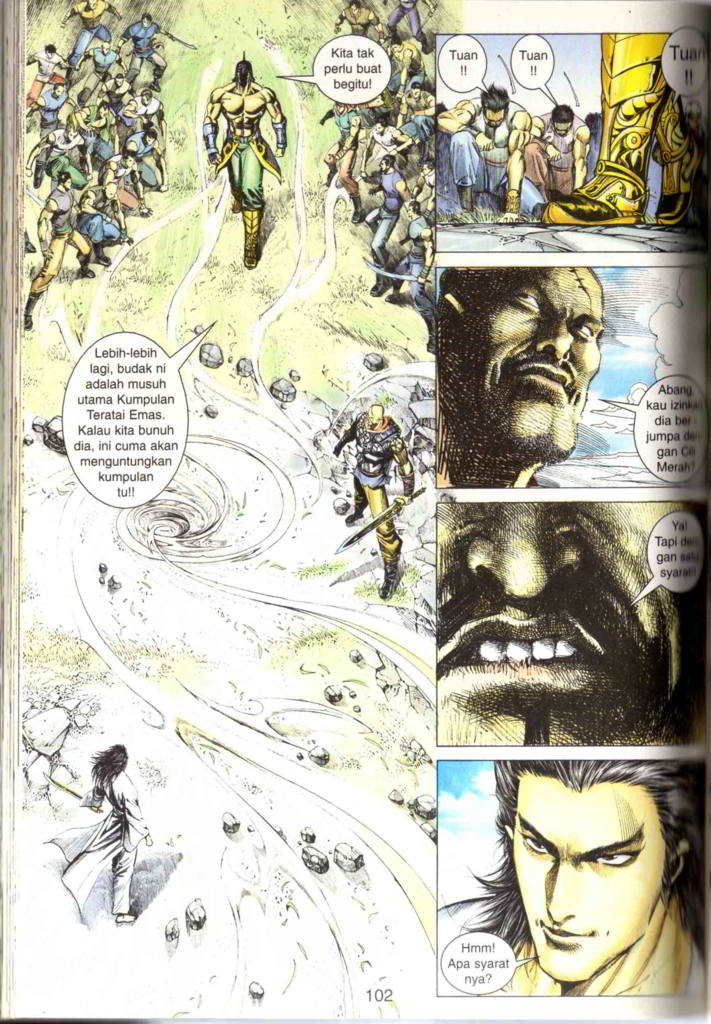 Kita tak
perlu buat
begitu!
Lebih-lebih
lagi, budak ni
adalah musuh
utama Kumpulan
Teratai Emas.
Kalau kita bunuh
dia, ini cuma akan
menguntungkan
kumpulan
tu!!
Tuan
!!
Tuan
!!
Tuan
!!
Abang,
kau izinkan
dia ber
jumpa den
gan Cili
Merah?
Ya!
Tapi den
gan satu
syarat!!
Hmm!
Apa syarat
nya?
102